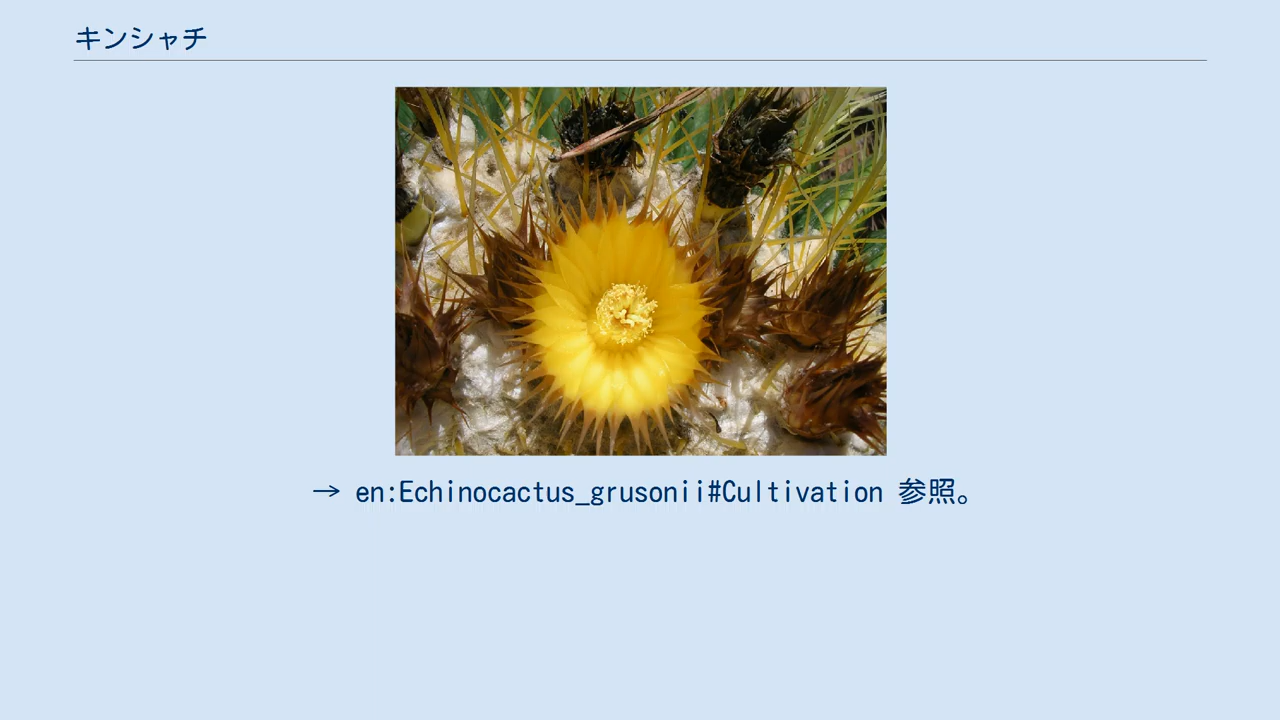 キンシャチ
→ en:Echinocactus_grusonii#Cultivation 参照。